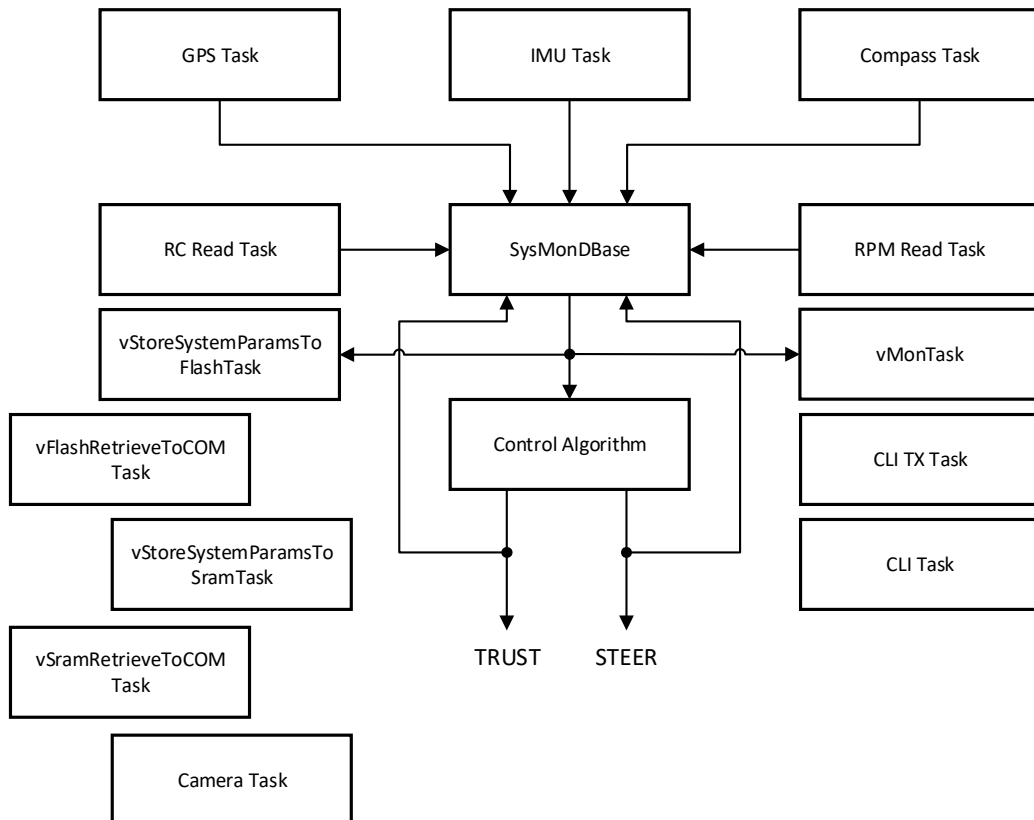 GPS Task
IMU Task
Compass Task
RC Read Task
SysMonDBase
RPM Read Task
vStoreSystemParamsTo
FlashTask
vMonTask
vFlashRetrieveToCOM
Task
Control Algorithm
CLI TX Task
vStoreSystemParamsTo
SramTask
CLI Task
vSramRetrieveToCOM
Task
TRUST
STEER
Camera Task